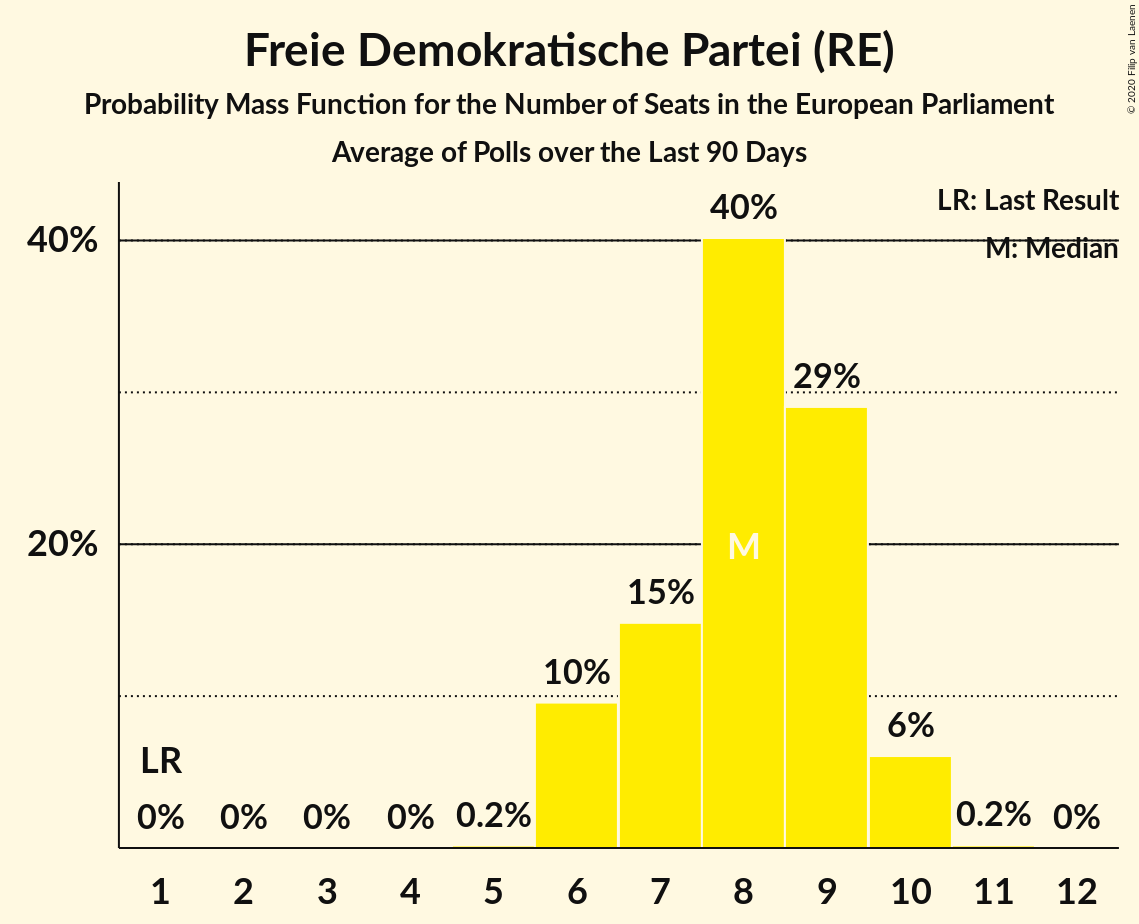 Freie Demokratische Partei (RE)
Probability Mass Function for the Number of Seats in the European Parliament
Average of Polls over the Last 90 Days
© 2020 Filip van Laenen
LR: Last Result
M: Median
40%
20%
LR
0%
0%
0%
0%
0.2%
10%
15%
40%
M
29%
6%
0.2%
0%
1 2 3 4 5 6 7 8 9 10 11 12